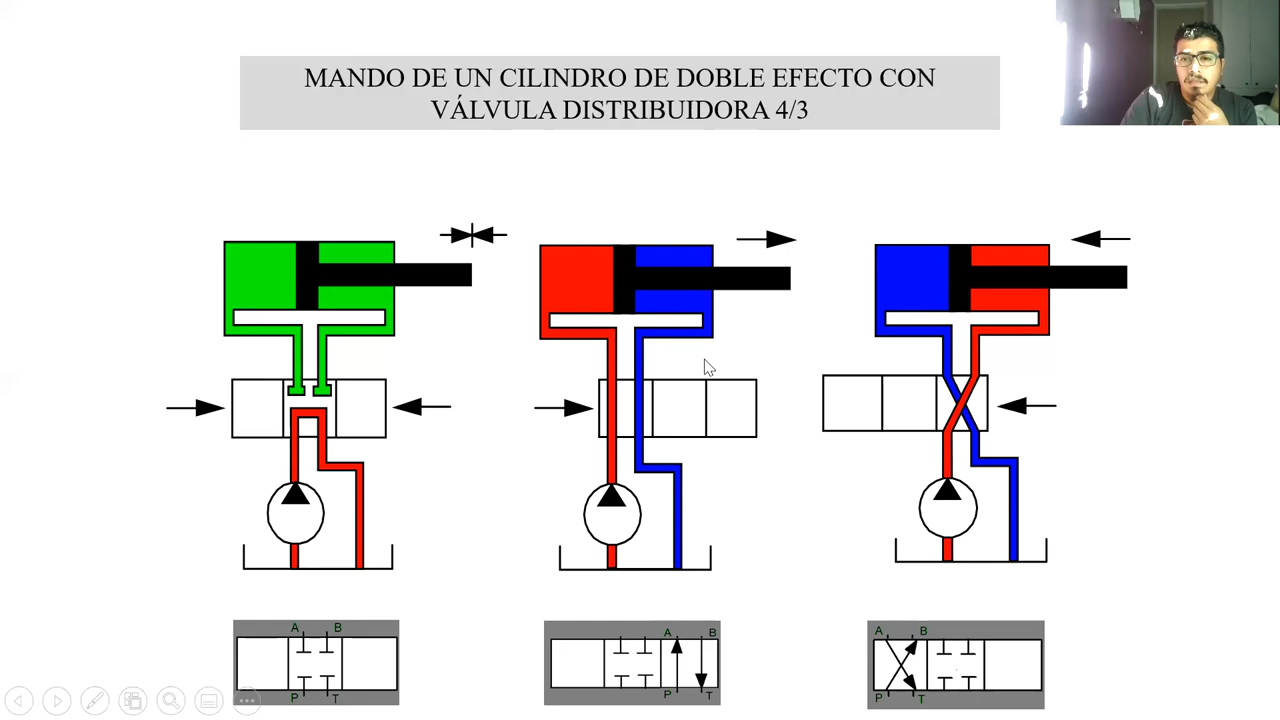 MANDO DE UN CILINDRO DE DOBLE EFECTO CON
VÁLVULA DISTRIBUIDORA 4/3
A B
P T
A B
P T
A B
P T